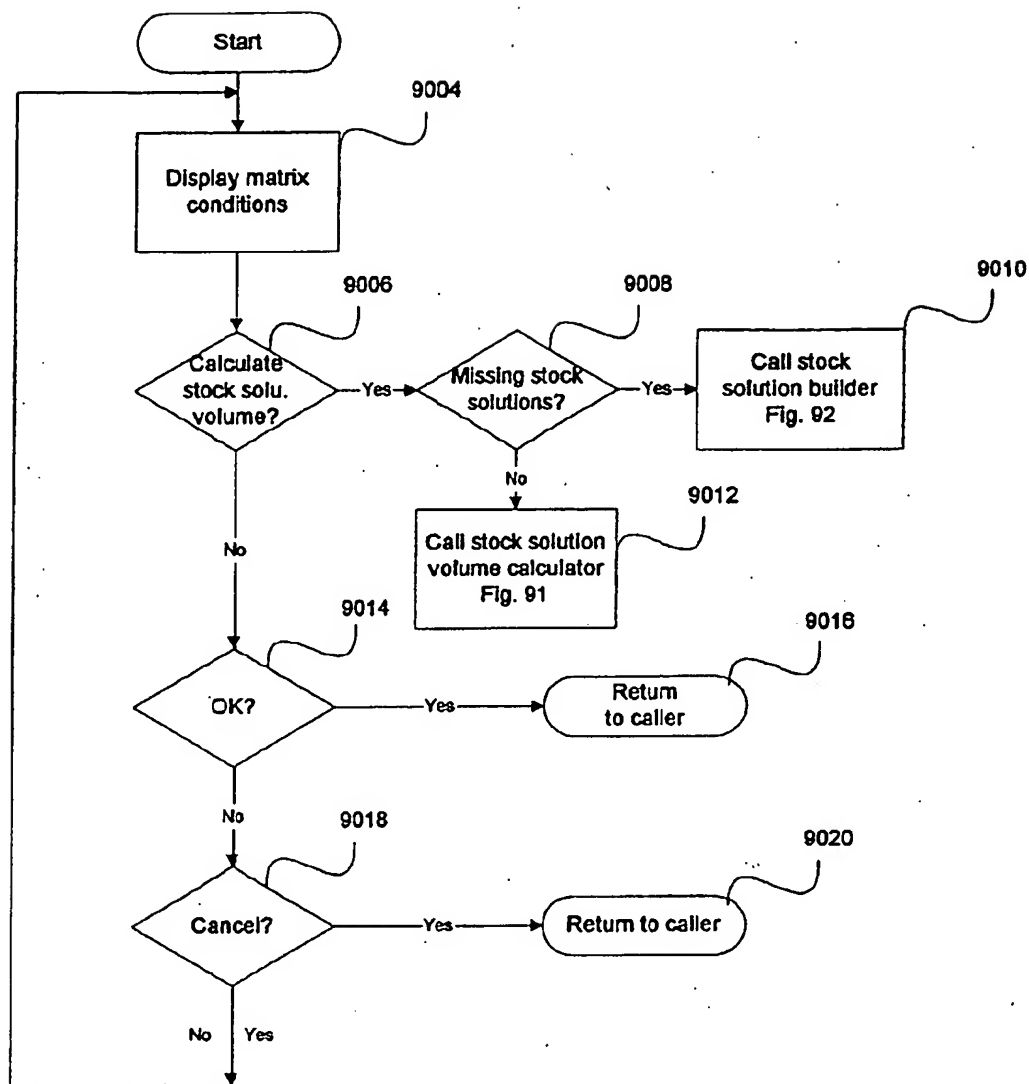 Start
9004
Display matrix
conditions
9006
9008
9010
Calculate
stock solu.
volume?
Yes
Missing stock
solutions?
Yes
Call stock
solution builder
Fig. 92
No
9012
Call stock solution
volume calculator
Fig. 91
No
9014
9016
OK?
Yes
Return
to caller
No
9018
9020
Cancel?
Yes
Return to caller
No Yes